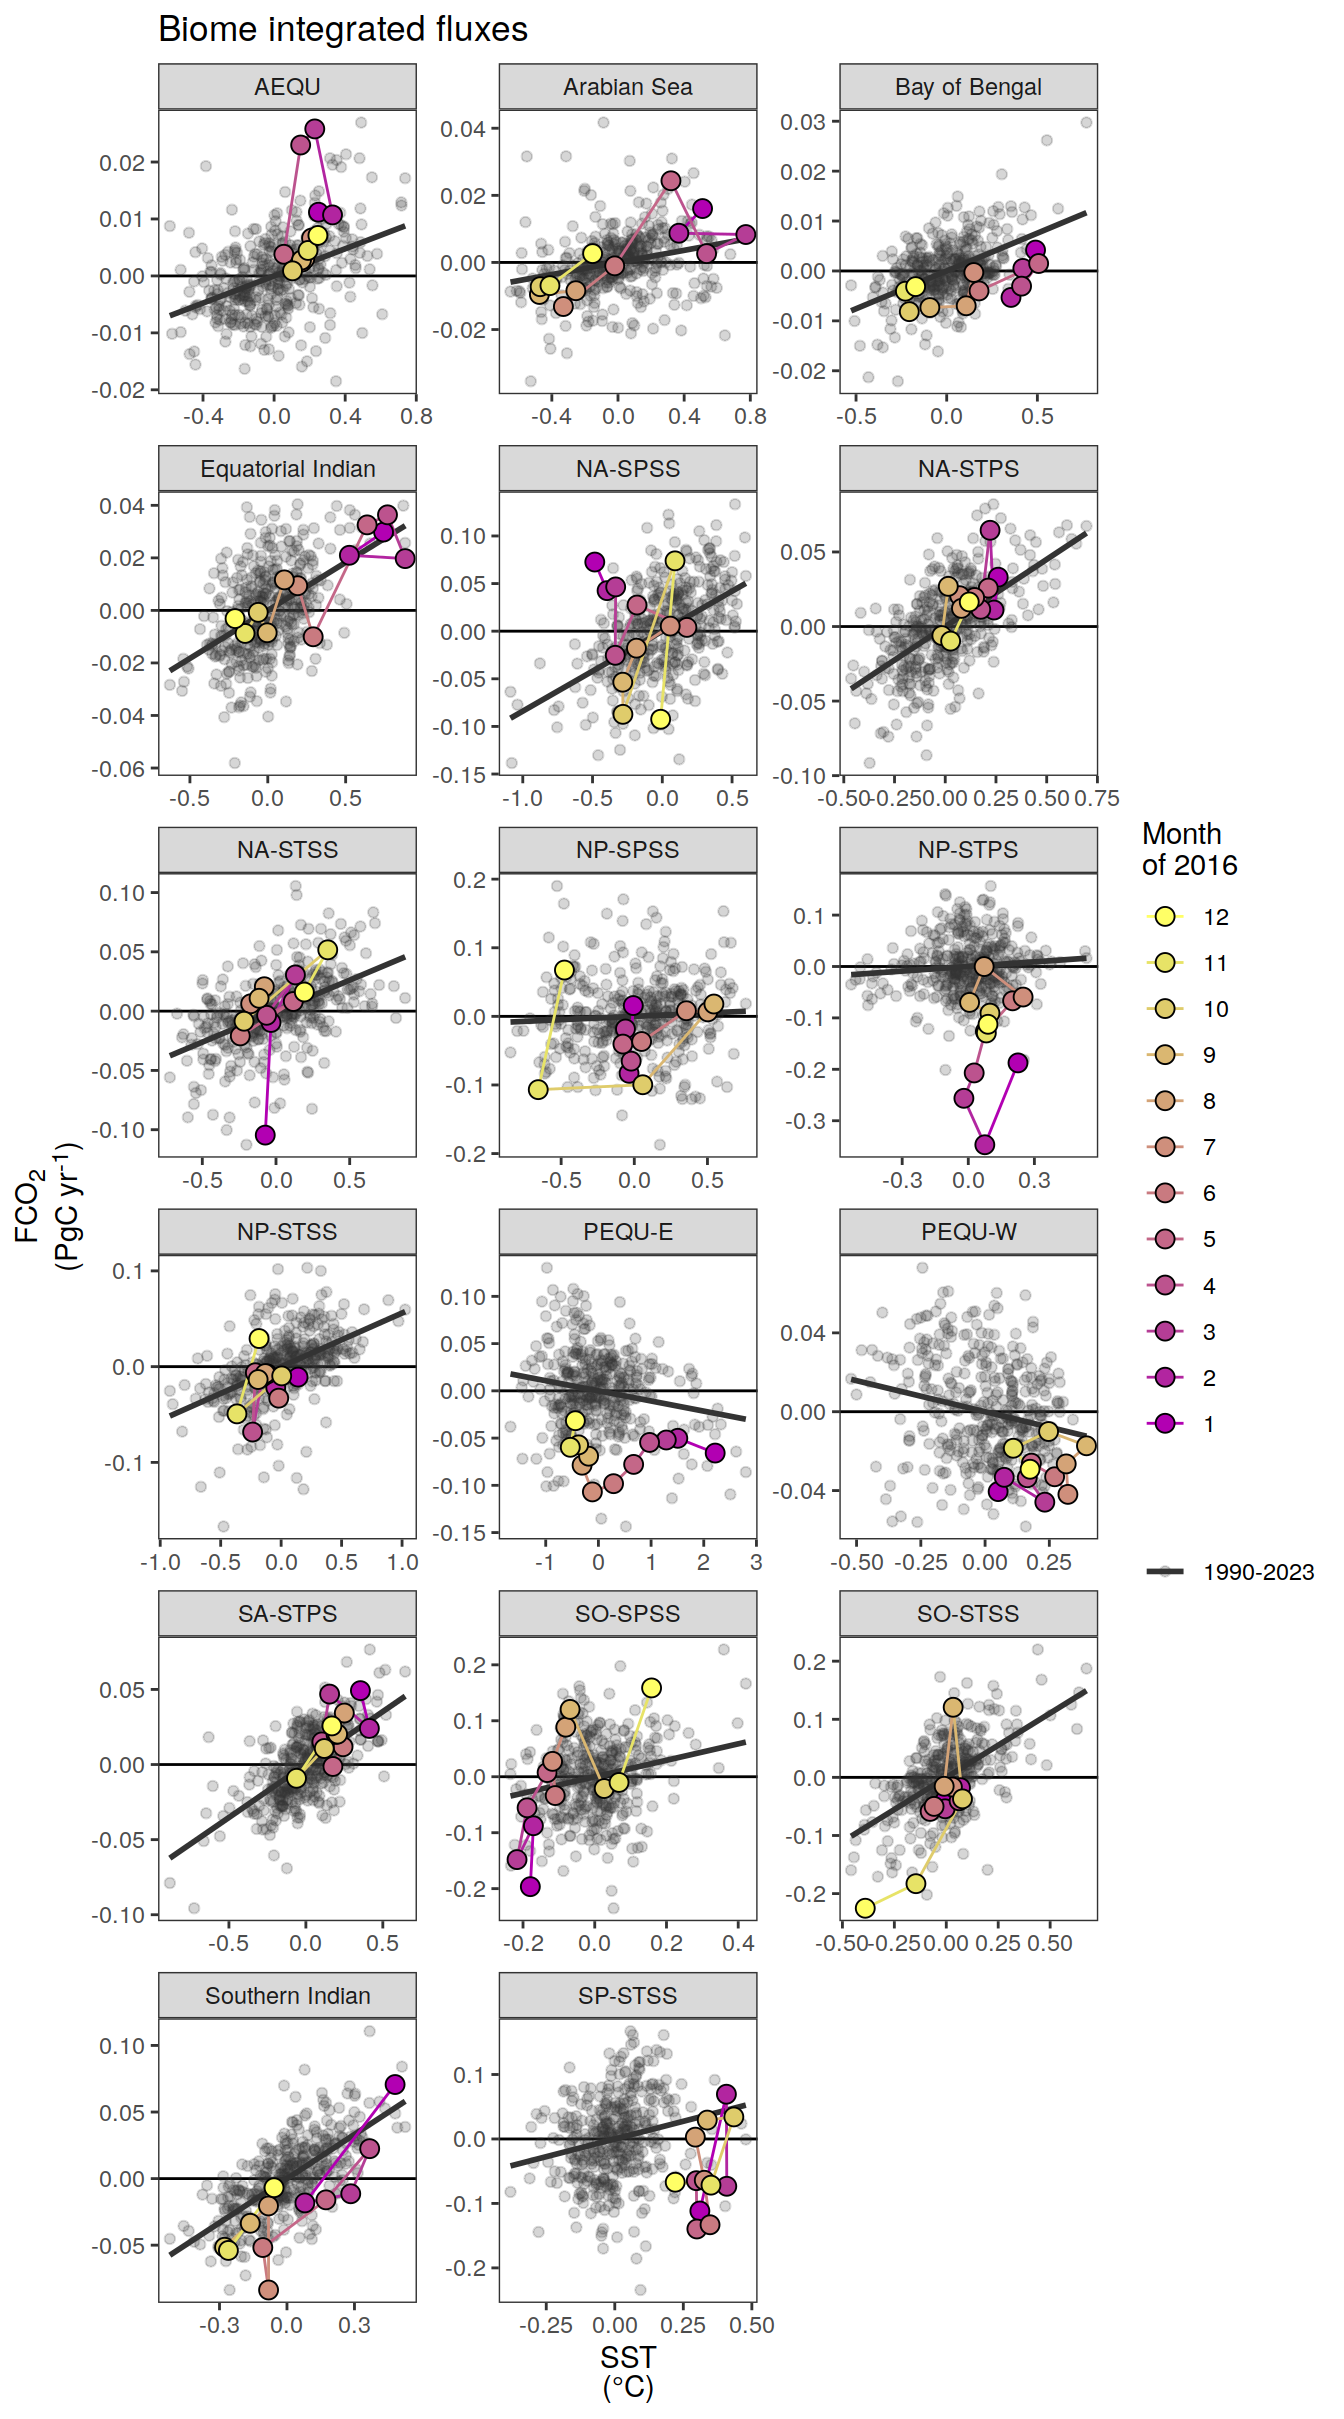 Biome integrated fluxes
AEQU
Arabian Sea
Bay of Bengal
0.02
0.01
0.00
-0.01
-0.02
-0.4 0.0 0.4 0.8
0.04
0.02
0.00
-0.02
-0.4 0.0 0.4 0.8
0.03
0.02
0.01
0.00
-0.01
-0.02
-0.5 0.0 0.5
Equatorial Indian
NA-SPSS
NA-STPS
0.04
0.02
0.00
-0.02
-0.04
-0.06
-0.5 0.0 0.5
0.10
0.05
0.00
-0.05
-0.10
-0.15
-1.0 -0.5 0.0 0.5
0.05
0.00
-0.05
-0.10
-0.50 -0.25 0.00 0.25 0.50 0.75
NA-STSS
NP-SPSS
NP-STPS
0.10
0.05
0.00
-0.05
-0.10
-0.5 0.0 0.5
0.2
0.1
0.0
-0.1
-0.2
-0.5 0.0 0.5
0.1
0.0
-0.1
-0.2
-0.3
-0.3 0.0 0.3
NP-STSS
PEQU-E
PEQU-W
0.1
0.0
-0.1
-1.0 -0.5 0.0 0.5 1.0
0.10
0.05
0.00
-0.05
-0.10
-0.15
-1 0 1 2 3
0.04
0.00
-0.04
-0.50 -0.25 0.00 0.25
SA-STPS
SO-SPSS
SO-STSS
0.05
0.00
-0.05
-0.10
-0.5 0.0 0.5
0.2
0.1
0.0
-0.1
-0.2
-0.2 0.0 0.2 0.4
0.2
0.1
0.0
-0.1
-0.2
-0.50 -0.25 0.00 0.25 0.50
Southern Indian
SP-STSS
0.10
0.05
0.00
-0.05
-0.3 0.0 0.3
0.1
0.0
-0.1
-0.2
-0.25 0.00 0.25 0.50
SST
(°C)
FCO₂
(PgC yr⁻¹)
Month
of 2016
12
11
10
9
8
7
6
5
4
3
2
1
1990-2023